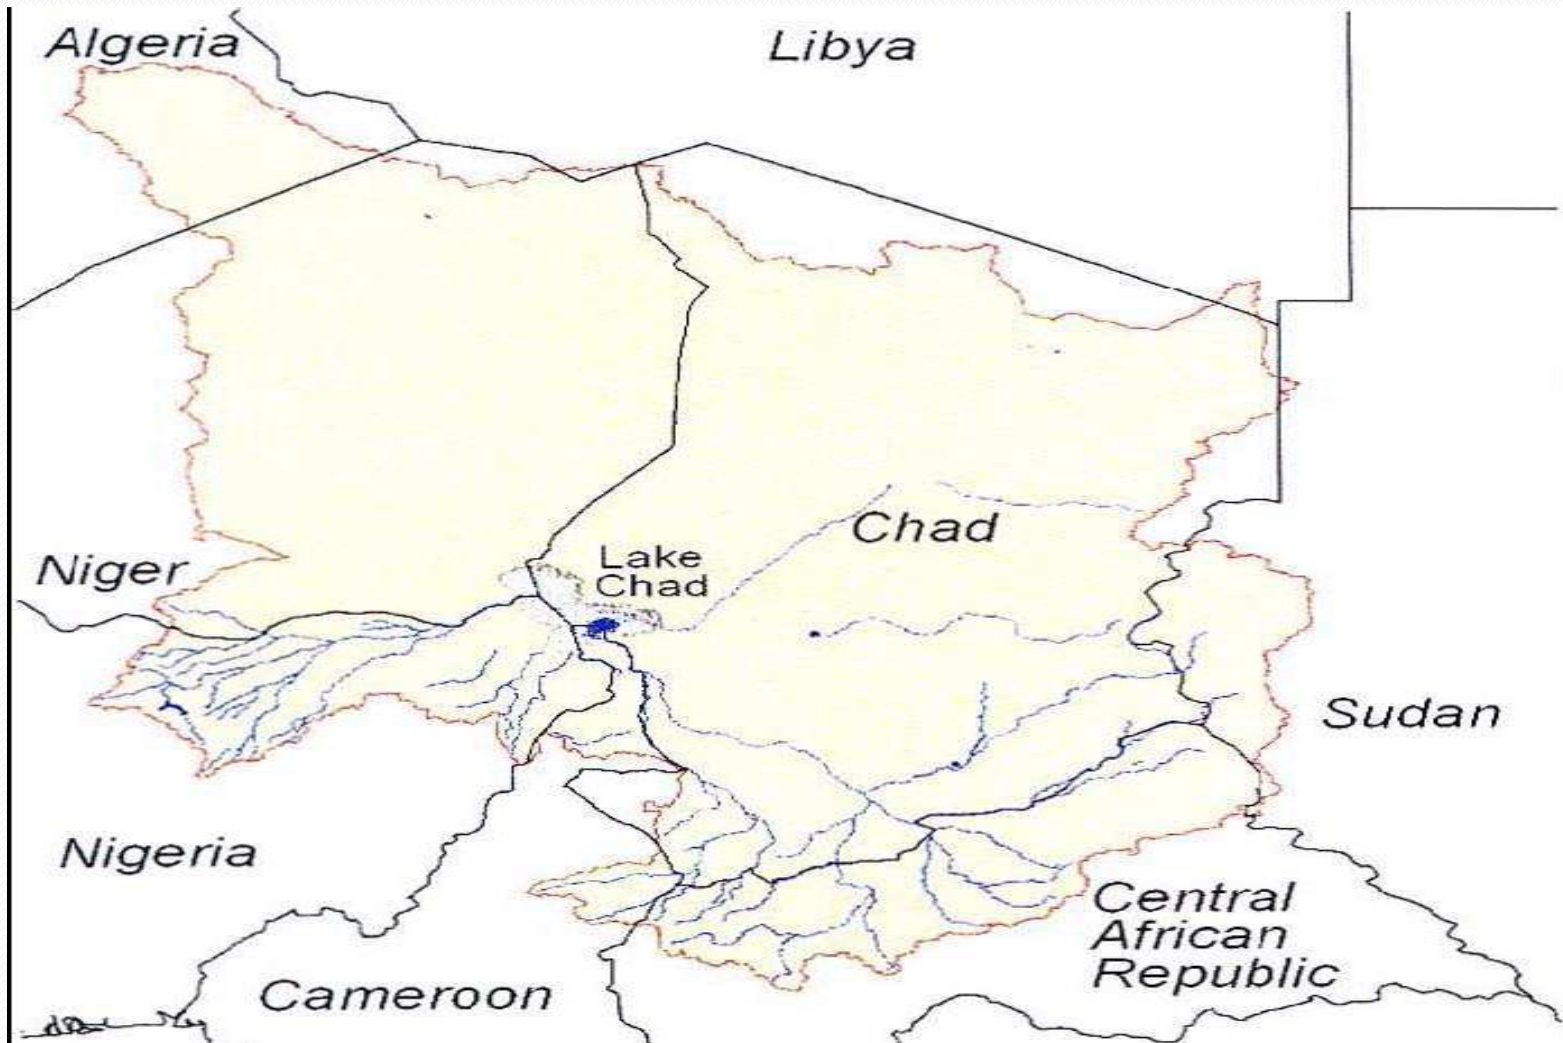 Algeria
Libya
Niger
Lake
Chad
Chad
Sudan
Nigeria
Central
African
Republic
Cameroon